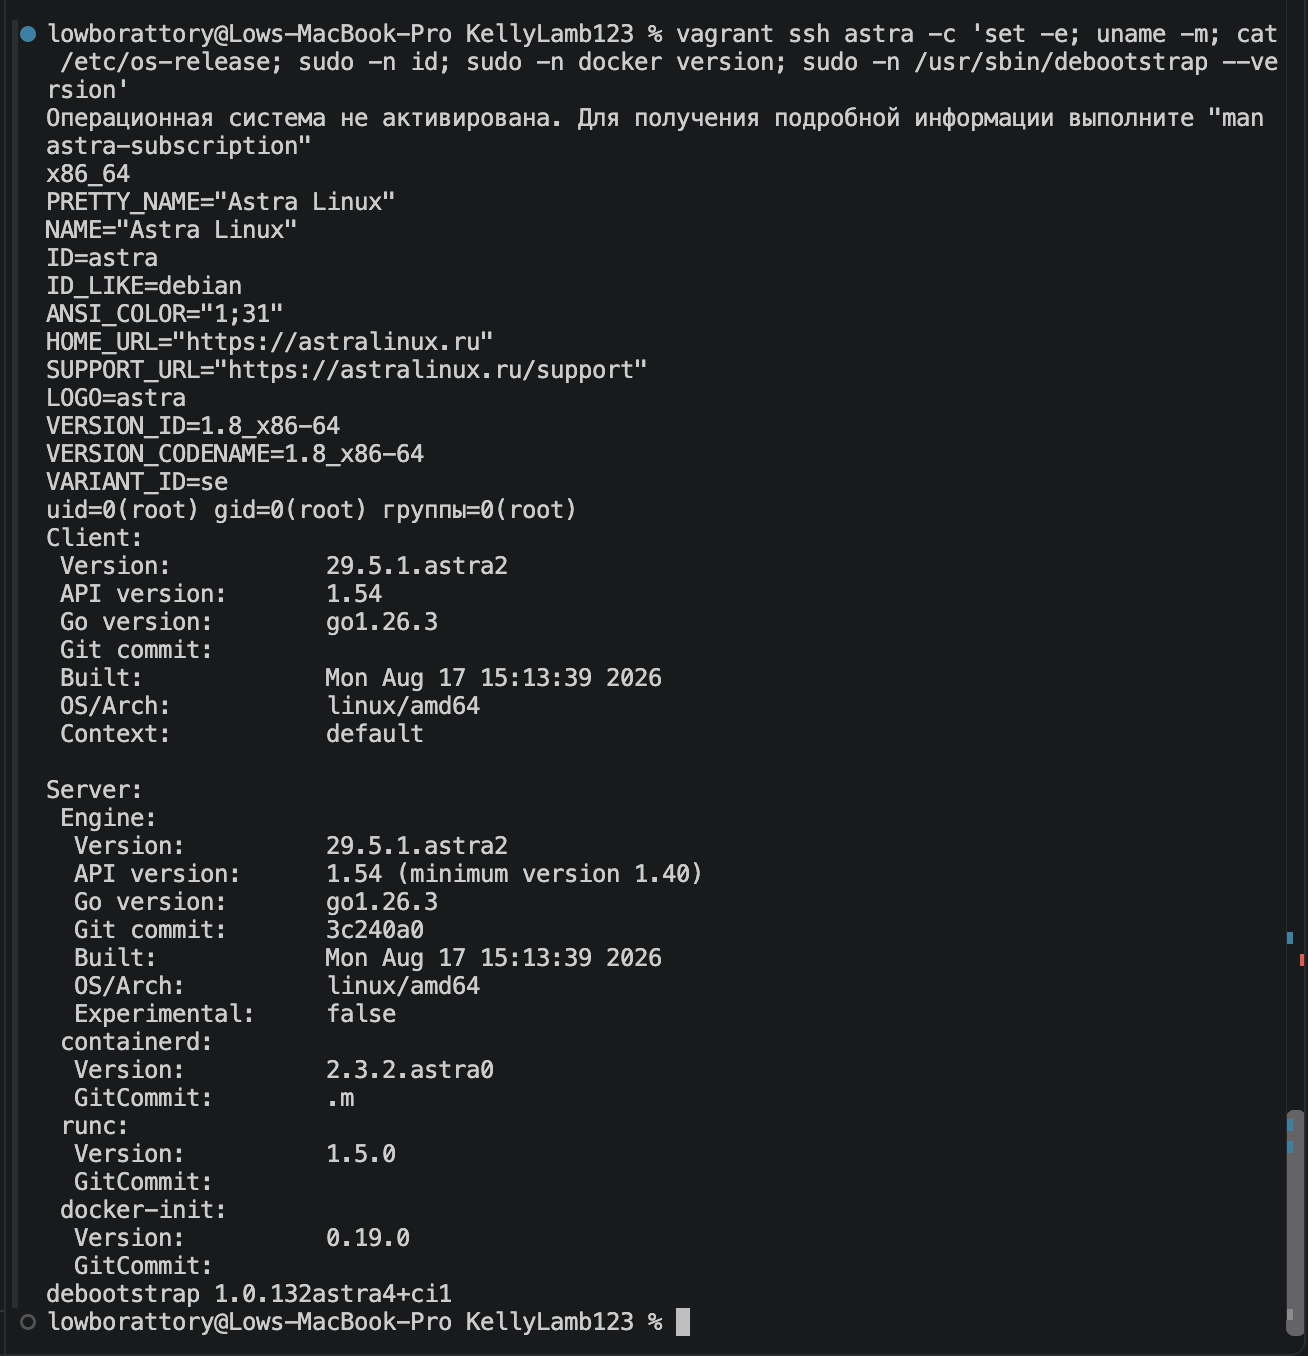 lowborattory@Lows-MacBook-Pro KellyLamb123 % vagrant ssh astra -c 'set -e; uname -m; cat
 /etc/os-release; sudo -n id; sudo -n docker version; sudo -n /usr/sbin/debootstrap --ve
rsion'
Операционная система не активирована. Для получения подробной информации выполните "man
astra-subscription"
x86_64
PRETTY_NAME="Astra Linux"
NAME="Astra Linux"
ID=astra
ID_LIKE=debian
ANSI_COLOR="1;31"
HOME_URL="https://astralinux.ru"
SUPPORT_URL="https://astralinux.ru/support"
LOGO=astra
VERSION_ID=1.8_x86-64
VERSION_CODENAME=1.8_x86-64
VARIANT_ID=se
uid=0(root) gid=0(root) группы=0(root)
Client:
 Version:           29.5.1.astra2
 API version:       1.54
 Go version:        go1.26.3
 Git commit:
 Built:             Mon Aug 17 15:13:39 2026
 OS/Arch:           linux/amd64
 Context:           default

Server:
 Engine:
  Version:          29.5.1.astra2
  API version:      1.54 (minimum version 1.40)
  Go version:       go1.26.3
  Git commit:       3c240a0
  Built:            Mon Aug 17 15:13:39 2026
  OS/Arch:          linux/amd64
  Experimental:     false
 containerd:
  Version:          2.3.2.astra0
  GitCommit:        .m
 runc:
  Version:          1.5.0
  GitCommit:
 docker-init:
  Version:          0.19.0
  GitCommit:
debootstrap 1.0.132astra4+ci1
lowborattory@Lows-MacBook-Pro KellyLamb123 %